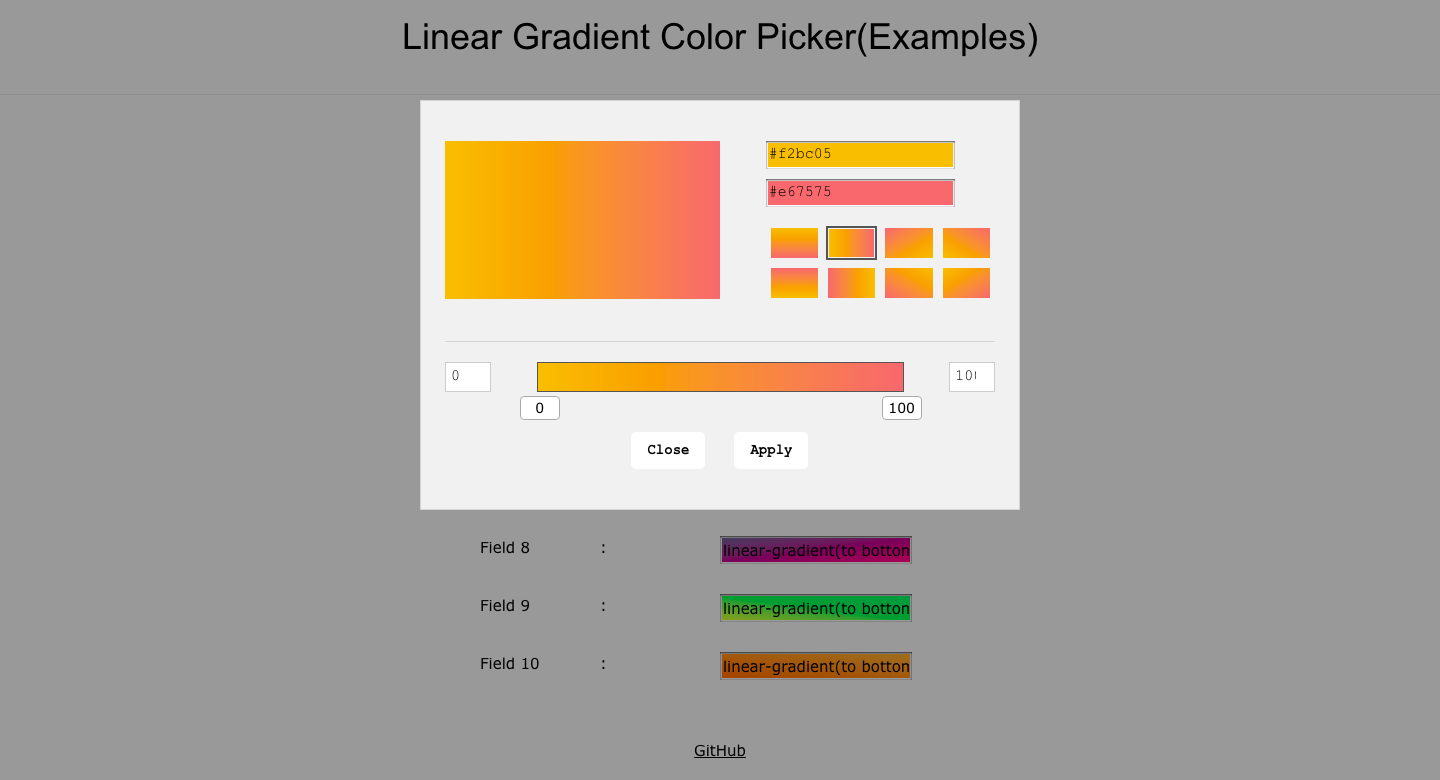 Linear Gradient Color Picker(Examples)
#f2bc05
#e67575
0
10
0
100
Close Apply
Field 8 : linear-gradient(to botton
Field 9 : linear-gradient(to botton
Field 10 : linear-gradient(to botton
GitHub